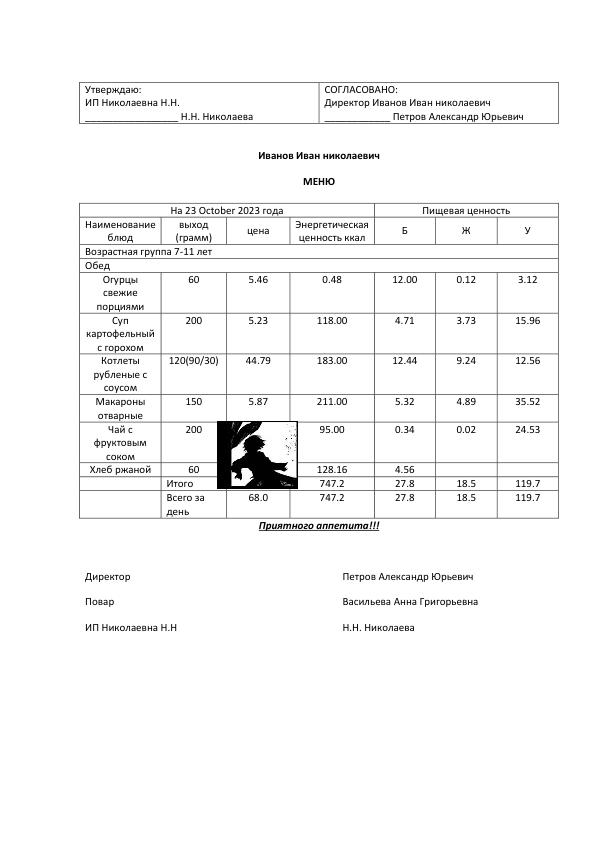 Утверждаю:
ИП Николаевна Н.Н.
_________________ Н.Н. Николаева
СОГЛАСОВАНО:
Директор Иванов Иван николаевич
____________ Петров Александр Юрьевич
Иванов Иван николаевич
МЕНЮ
На 23 October 2023 года Пищевая ценность
Наименование блюд выход (грамм) цена Энергетическая ценность ккал Б Ж У
Возрастная группа 7-11 лет
Обед
Огурцы свежие порциями 60 5.46 0.48 12.00 0.12 3.12
Суп картофельный с горохом 200 5.23 118.00 4.71 3.73 15.96
Котлеты рубленые с соусом 120(90/30) 44.79 183.00 12.44 9.24 12.56
Макароны отварные 150 5.87 211.00 5.32 4.89 35.52
Чай с фруктовым соком 200 95.00 0.34 0.02 24.53
Хлеб ржаной 60 128.16 4.56
Итого 747.2 27.8 18.5 119.7
Всего за день 68.0 747.2 27.8 18.5 119.7
Приятного аппетита!!!
Директор Петров Александр Юрьевич
Повар Васильева Анна Григорьевна
ИП Николаевна Н.Н Н.Н. Николаева